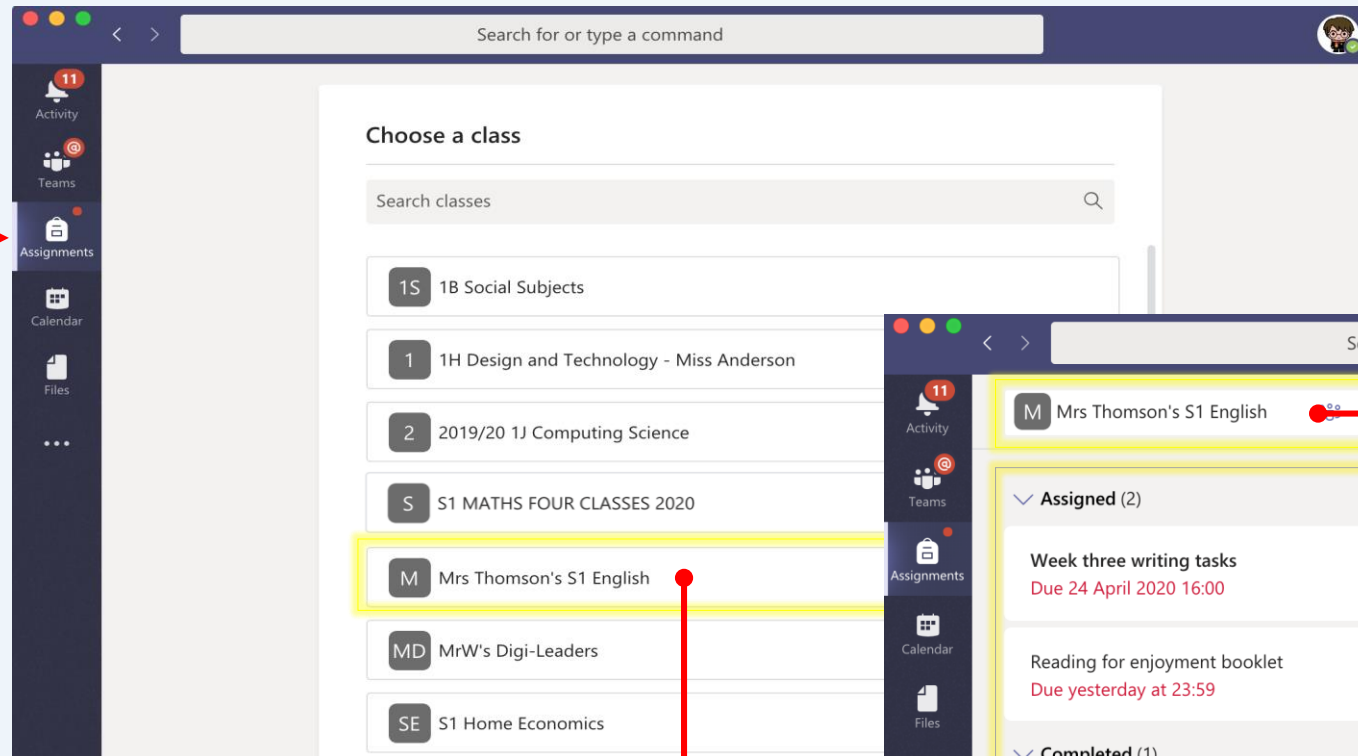 Search for or type a command
11
Activity
@
Teams
Assignments
Calendar
Files
Choose a class
Search classes
1S 1B Social Subjects
1 1H Design and Technology - Miss Anderson
2 2019/20 1J Computing Science
S S1 MATHS FOUR CLASSES 2020
M Mrs Thomson's S1 English
MD MrW's Digi-Leaders
SE S1 Home Economics
11
Activity
@
Teams
Assignments
Calendar
Files
M Mrs Thomson's S1 English
Assigned (2)
Week three writing tasks
Due 24 April 2020 16:00
Reading for enjoyment booklet
Due yesterday at 23:59
Completed (1)